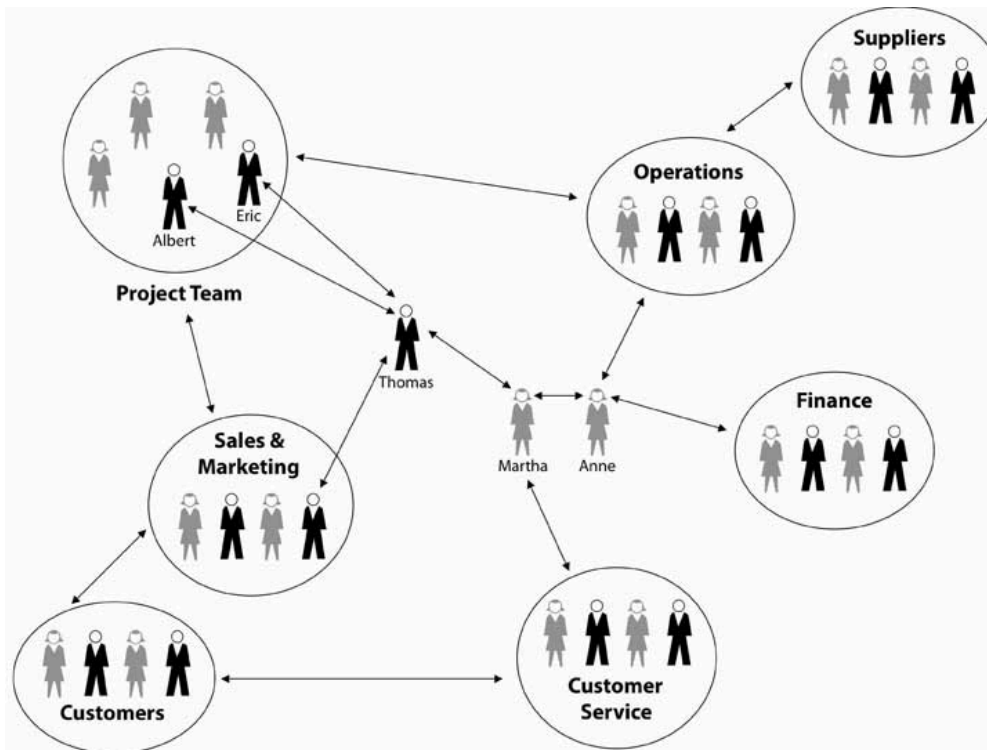 Suppliers
Operations
Eric
Albert
Project Team
Thomas
Finance
Sales &
Marketing
Martha
Anne
Customer
Service
Customers